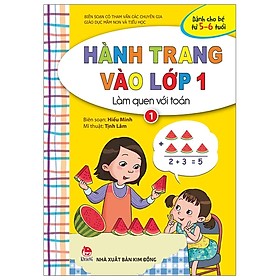 BIÊN SOẠN CÓ THAM VẤN CÁC CHUYÊN GIA
GIÁO DỤC MẦM NON VÀ TIỂU HỌC
Dành cho bé
từ 5-6 tuổi
HÀNH TRANG
VÀO LỚP 1
Làm quen với toán
1
Biên soạn: Hiếu Minh
Mĩ thuật: Tịnh Lâm
+
2 + 3 = 5
NHÀ XUẤT BẢN KIM ĐỒNG